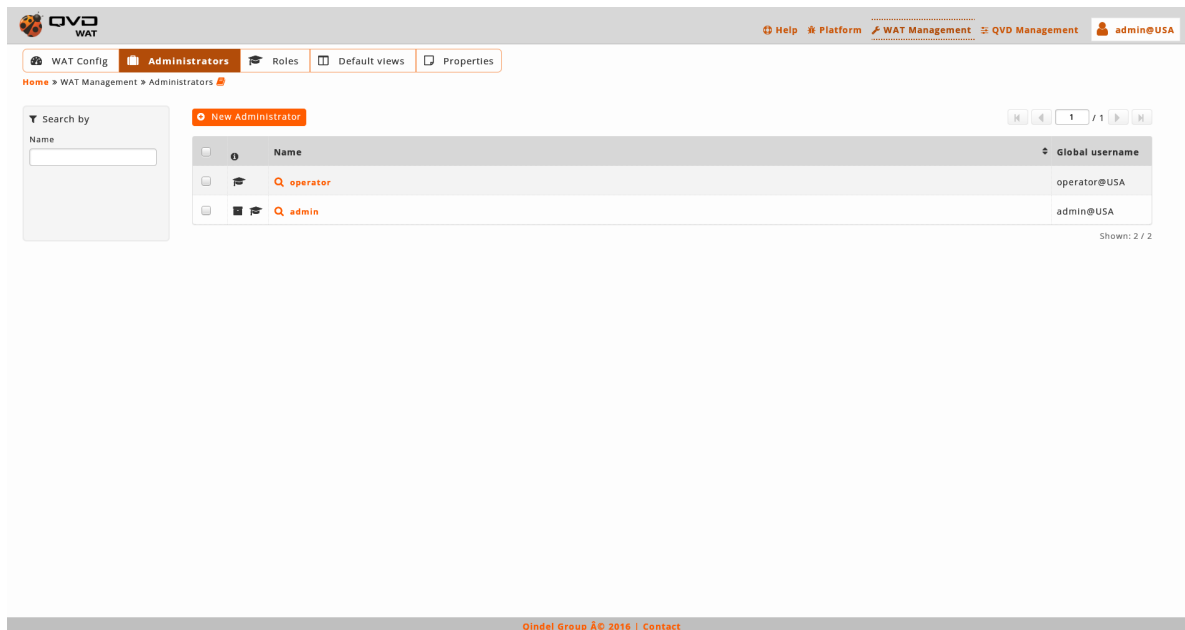 QVD
WAT
Help Platform WAT Management QVD Management admin@USA
WAT Config Administrators Roles Default views Properties
Home » WAT Management » Administrators
Search by
Name
New Administrator
1 / 1
Name Global username
operator operator@USA
admin admin@USA
Shown: 2 / 2
Qindel Group Â© 2016 | Contact